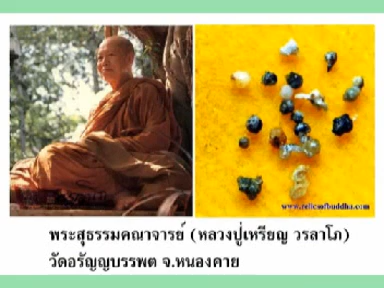 www.relicofbuddha.com
พระสุธรรมคณาจารย์ (หลวงปู่เหรียญ วรลาโภ)
วัดอรัญญบรรพต จ.หนองคาย